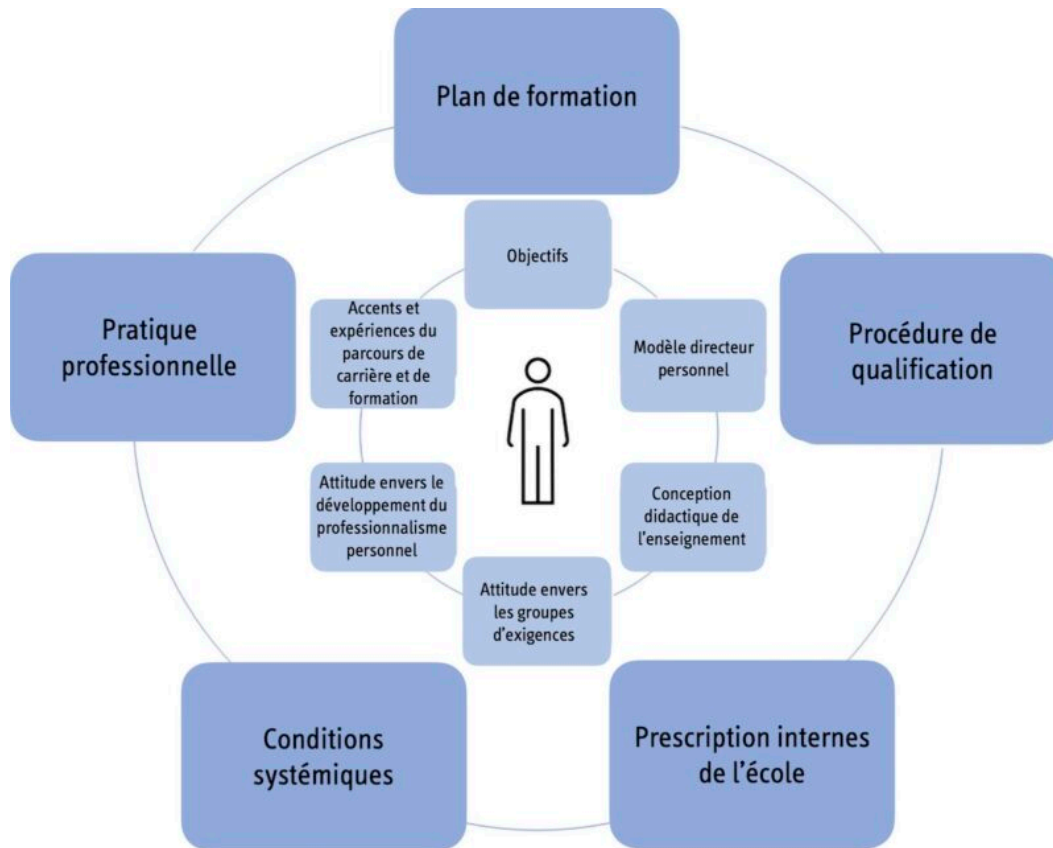 Plan de formation
Objectifs
Accents et
expériences du
parcours de
carrière et de
formation
Modèle directeur
personnel
Pratique
professionnelle
Procédure de
qualification
Attitude envers le
développement du
professionnalisme
personnel
Conception
didactique de
l'enseignement
Attitude envers
les groupes
d'exigences
Conditions
systémiques
Prescription internes
de l'école